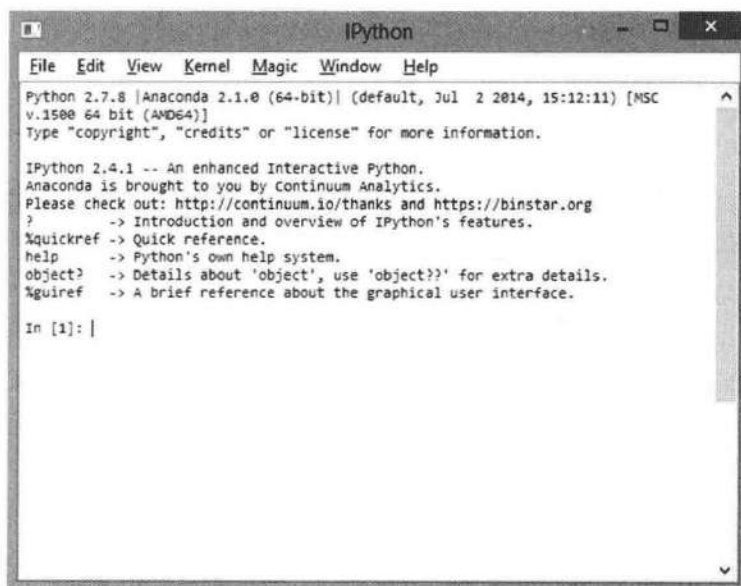 IPython
File Edit View Kernel Magic Window Help
Python 2.7.8 |Anaconda 2.1.0 (64-bit)| (default, Jul  2 2014, 15:12:11) [MSC
v.1500 64 bit (AMD64)]
Type "copyright", "credits" or "license" for more information.
IPython 2.4.1 -- An enhanced Interactive Python.
Anaconda is brought to you by Continuum Analytics.
Please check out: http://continuum.io/thanks and https://binstar.org
?         -> Introduction and overview of IPython's features.
%quickref -> Quick reference.
help      -> Python's own help system.
object?   -> Details about 'object', use 'object??' for extra details.
%guiref   -> A brief reference about the graphical user interface.
In [1]: